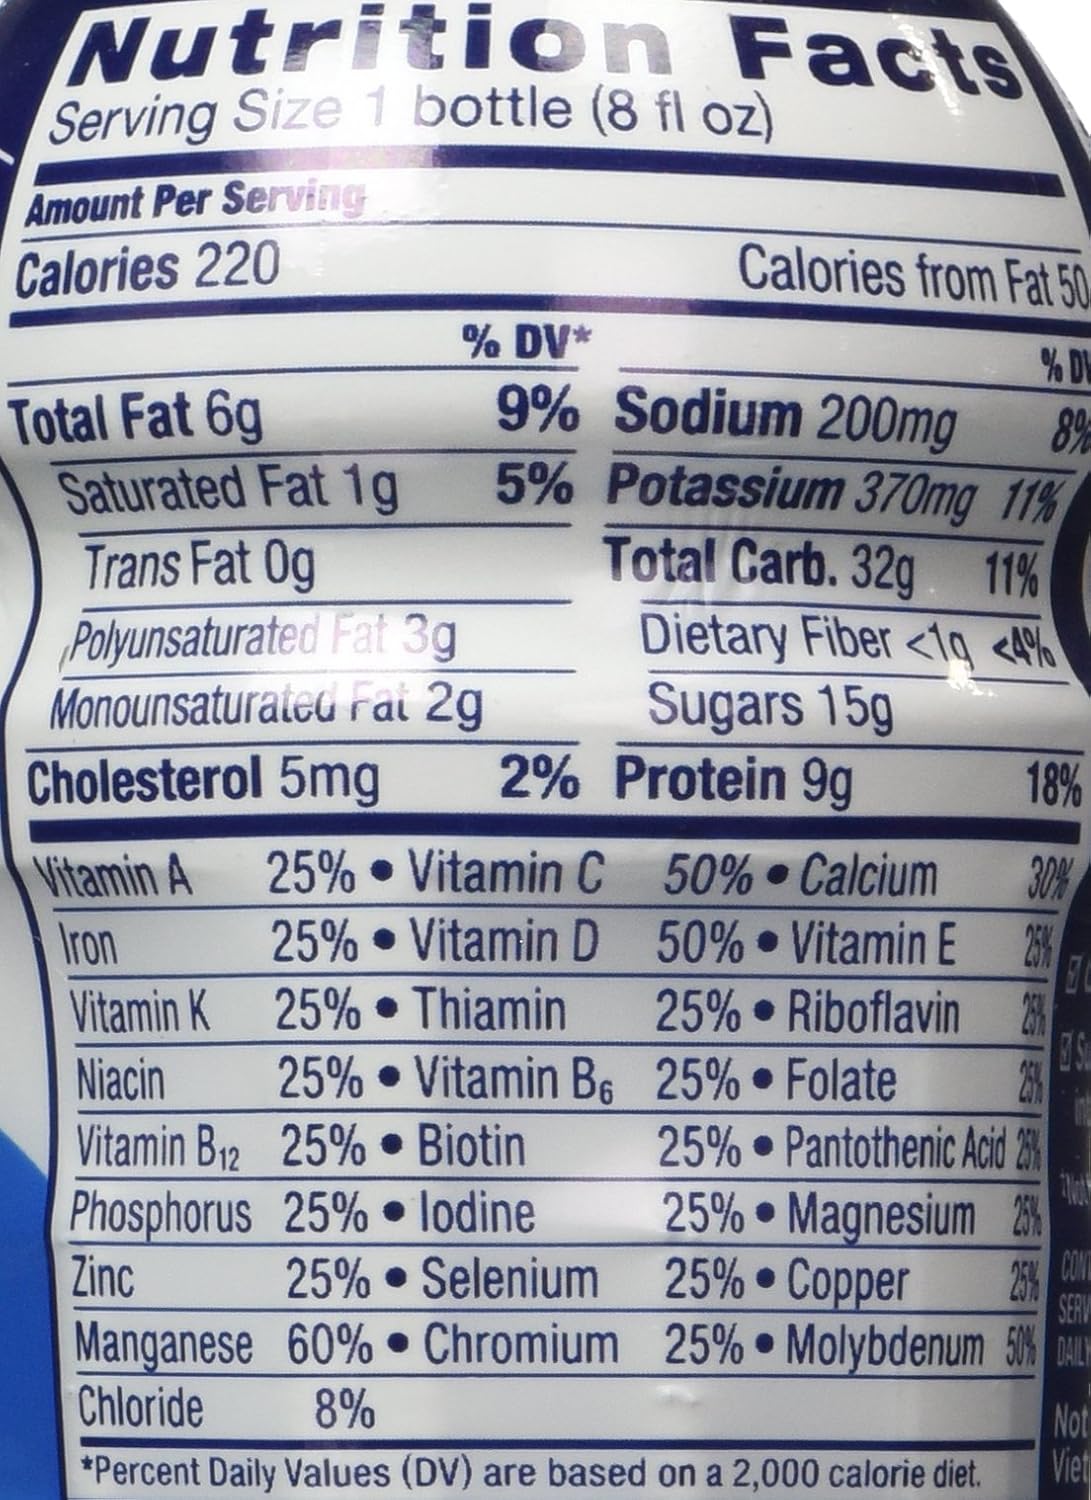 Nutrition Facts
Serving Size 1 bottle (8 fl oz)
Amount Per Serving
Calories 220 Calories from Fat 50
% DV* % DV
Total Fat 6g 9% Sodium 200mg 8%
Saturated Fat 1g 5% Potassium 370mg 11%
Trans Fat 0g Total Carb. 32g 11%
Polyunsaturated Fat 3g Dietary Fiber <1g <4%
Monounsaturated Fat 2g Sugars 15g
Cholesterol 5mg 2% Protein 9g 18%
Vitamin A 25% • Vitamin C 50% • Calcium 30%
Iron 25% • Vitamin D 50% • Vitamin E 25%
Vitamin K 25% • Thiamin 25% • Riboflavin 25%
Niacin 25% • Vitamin B6 25% • Folate 25%
Vitamin B12 25% • Biotin 25% • Pantothenic Acid 25%
Phosphorus 25% • Iodine 25% • Magnesium 25%
Zinc 25% • Selenium 25% • Copper 25%
Manganese 60% • Chromium 25% • Molybdenum 50%
Chloride 8%
*Percent Daily Values (DV) are based on a 2,000 calorie diet.
CON
SERV
DAILY
Not
Viet